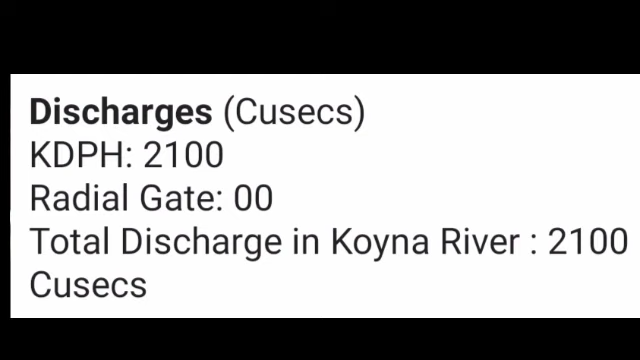 Discharges (Cusecs)
KDPH: 2100
Radial Gate: 00
Total Discharge in Koyna River : 2100
Cusecs